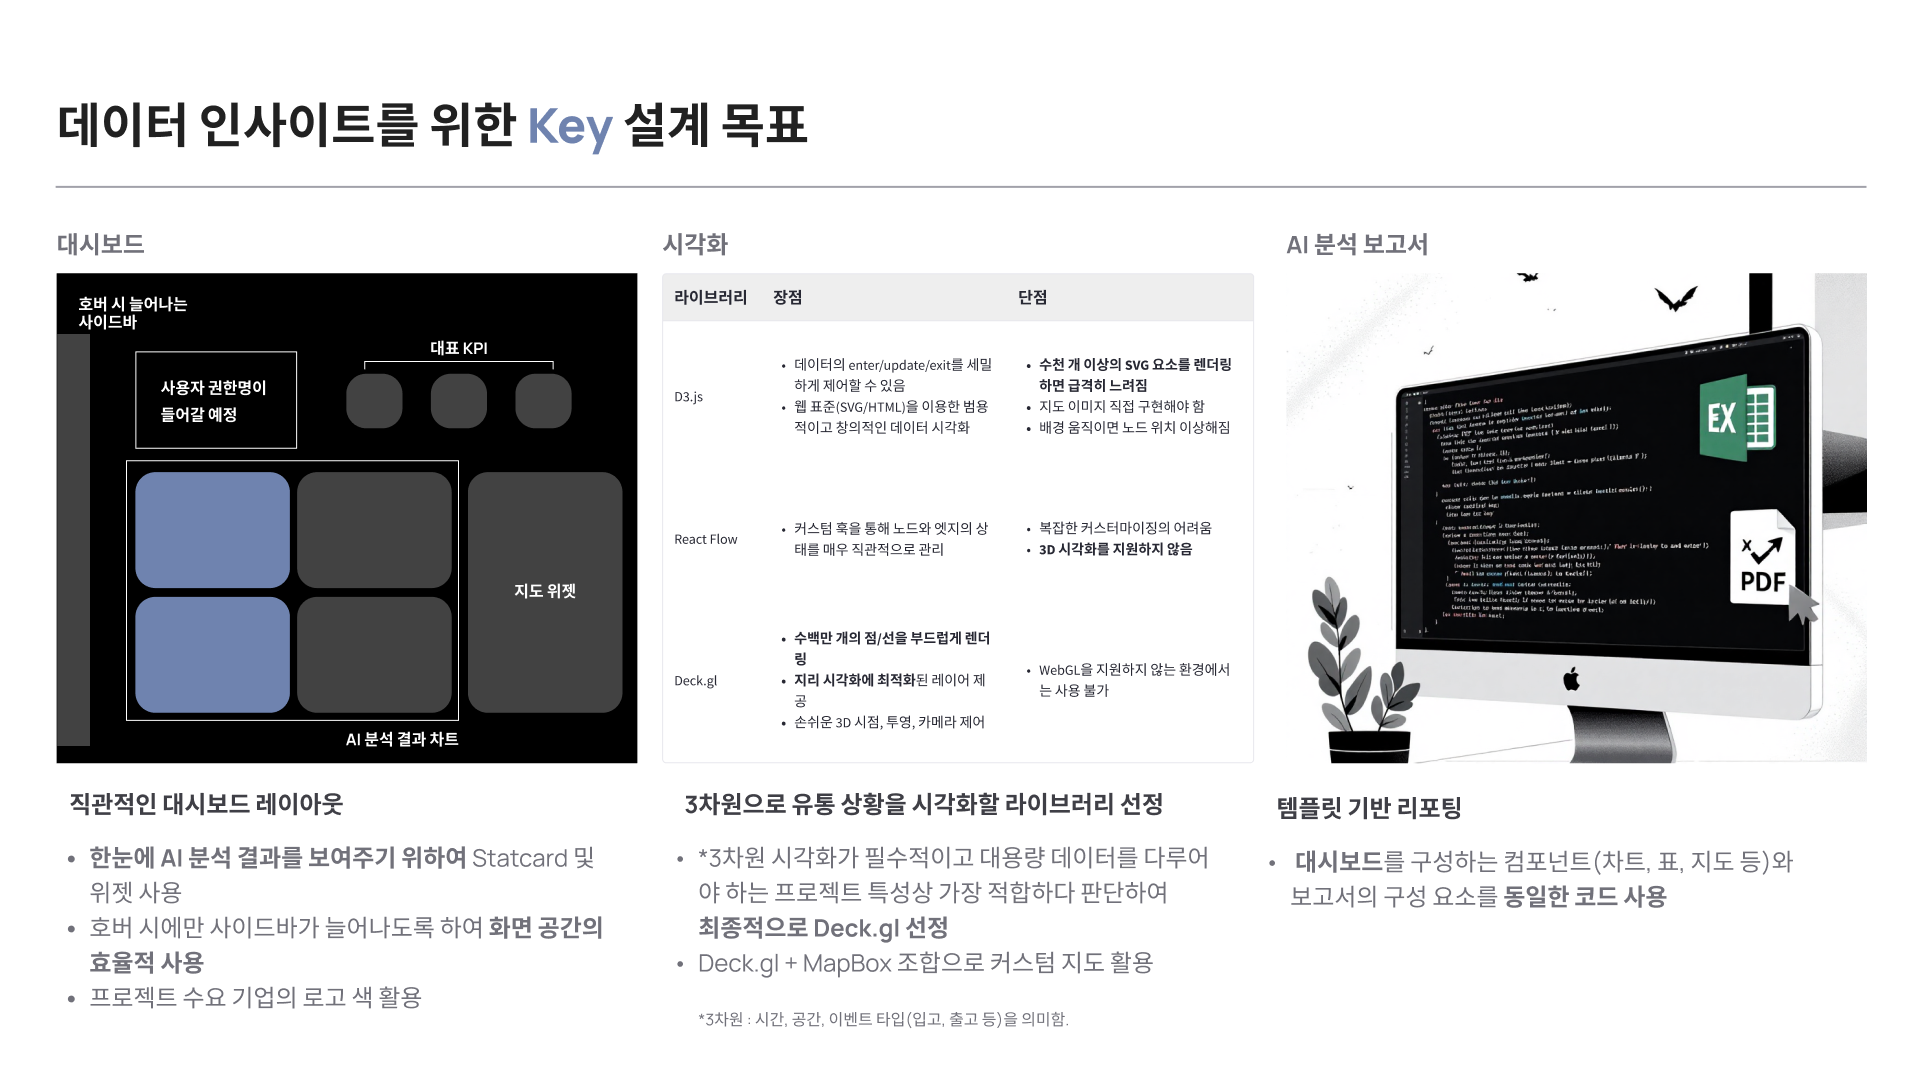 데이터 인사이트를 위한 Key 설계 목표
대시보드
호버 시 늘어나는
사이드바
대표 KPI
사용자 권한명이
들어갈 예정
지도 위젯
AI 분석 결과 차트
직관적인 대시보드 레이아웃
• 한눈에 AI 분석 결과를 보여주기 위하여 Statcard 및
위젯 사용
• 호버 시에만 사이드바가 늘어나도록 하여 화면 공간의
효율적 사용
• 프로젝트 수요 기업의 로고 색 활용
시각화
라이브러리 장점 단점
D3.js
• 데이터의 enter/update/exit를 세밀
하게 제어할 수 있음
• 웹 표준(SVG/HTML)을 이용한 범용
적이고 창의적인 데이터 시각화
• 수천 개 이상의 SVG 요소를 렌더링
하면 급격히 느려짐
• 지도 이미지 직접 구현해야 함
• 배경 움직이면 노드 위치 이상해짐
React Flow
• 커스텀 훅을 통해 노드와 엣지의 상
태를 매우 직관적으로 관리
• 복잡한 커스터마이징의 어려움
• 3D 시각화를 지원하지 않음
Deck.gl
• 수백만 개의 점/선을 부드럽게 렌더
링
• 지리 시각화에 최적화된 레이어 제
공
• 손쉬운 3D 시점, 투영, 카메라 제어
• WebGL을 지원하지 않는 환경에서
는 사용 불가
3차원으로 유통 상황을 시각화할 라이브러리 선정
• *3차원 시각화가 필수적이고 대용량 데이터를 다루어
야 하는 프로젝트 특성상 가장 적합하다 판단하여
최종적으로 Deck.gl 선정
• Deck.gl + MapBox 조합으로 커스텀 지도 활용
*3차원 : 시간, 공간, 이벤트 타입(입고, 출고 등)을 의미함.
AI 분석 보고서
EX
X
PDF
템플릿 기반 리포팅
• 대시보드를 구성하는 컴포넌트(차트, 표, 지도 등)와
보고서의 구성 요소를 동일한 코드 사용